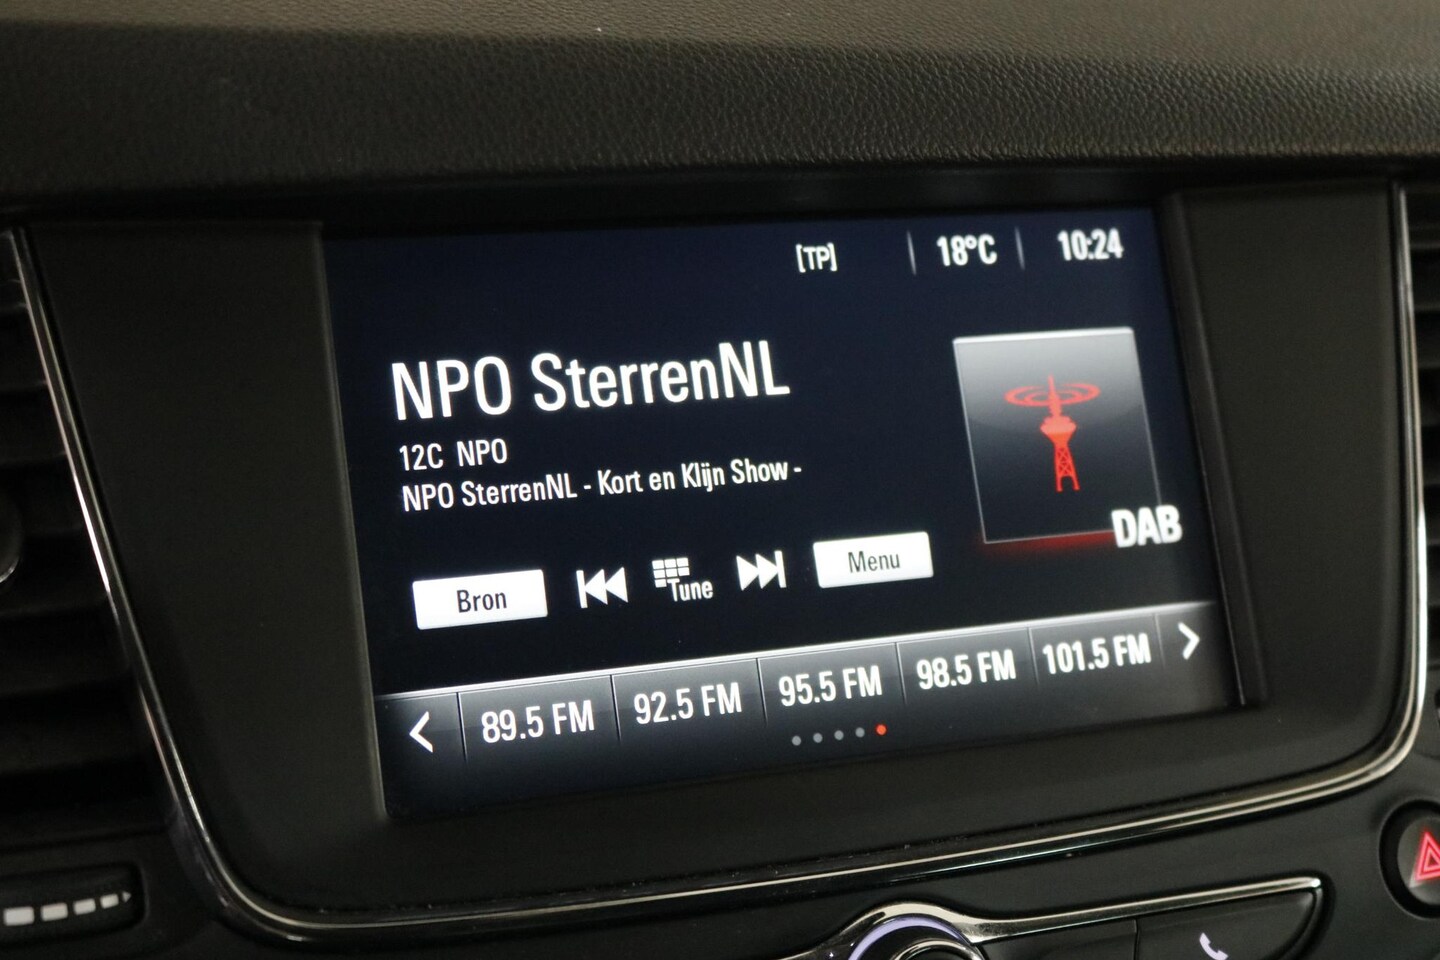 [TP] 18°C 10:24
NPO SterrenNL
12C NPO
NPO SterrenNL - Kort en Klijn Show -
DAB
Bron Tune Menu
89.5 FM 92.5 FM 95.5 FM 98.5 FM 101.5 FM